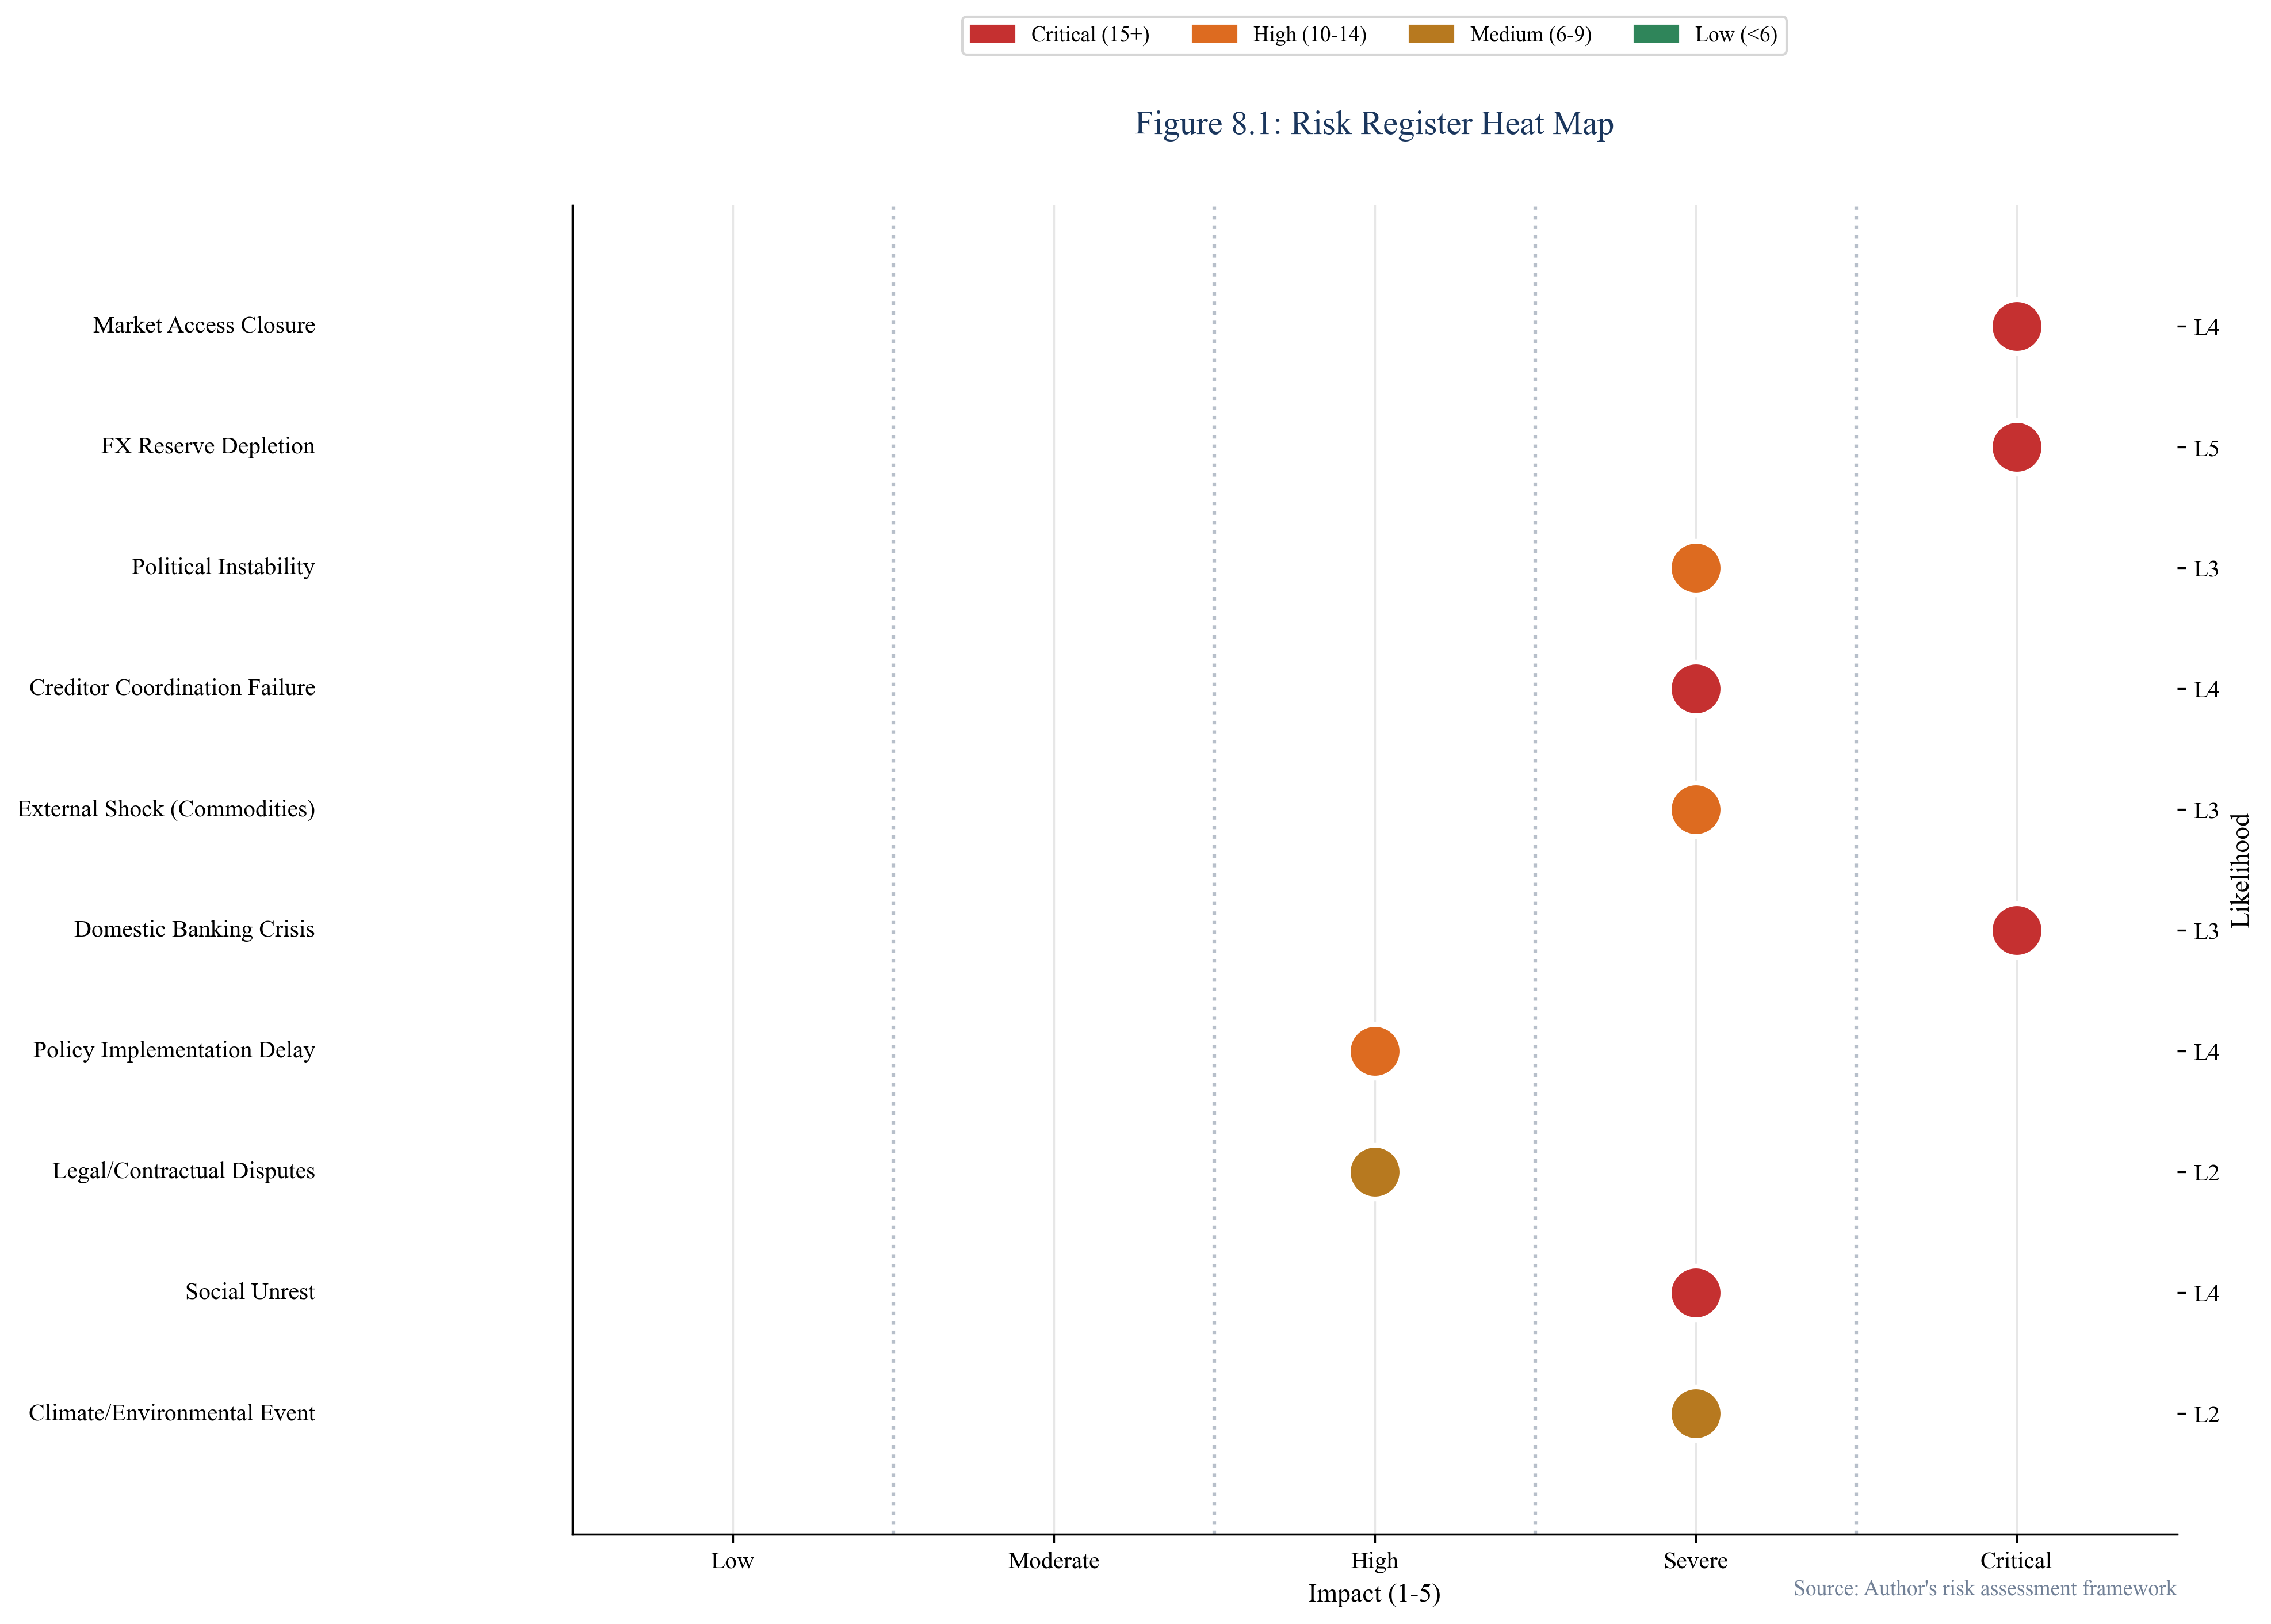 Critical (15+) High (10-14) Medium (6-9) Low (<6)
Figure 8.1: Risk Register Heat Map
Market Access Closure L4
FX Reserve Depletion L5
Political Instability L3
Creditor Coordination Failure L4
External Shock (Commodities) L3
Likelihood
Domestic Banking Crisis L3
Policy Implementation Delay L4
Legal/Contractual Disputes L2
Social Unrest L4
Climate/Environmental Event L2
Low Moderate High Severe Critical
Impact (1-5)
Source: Author's risk assessment framework